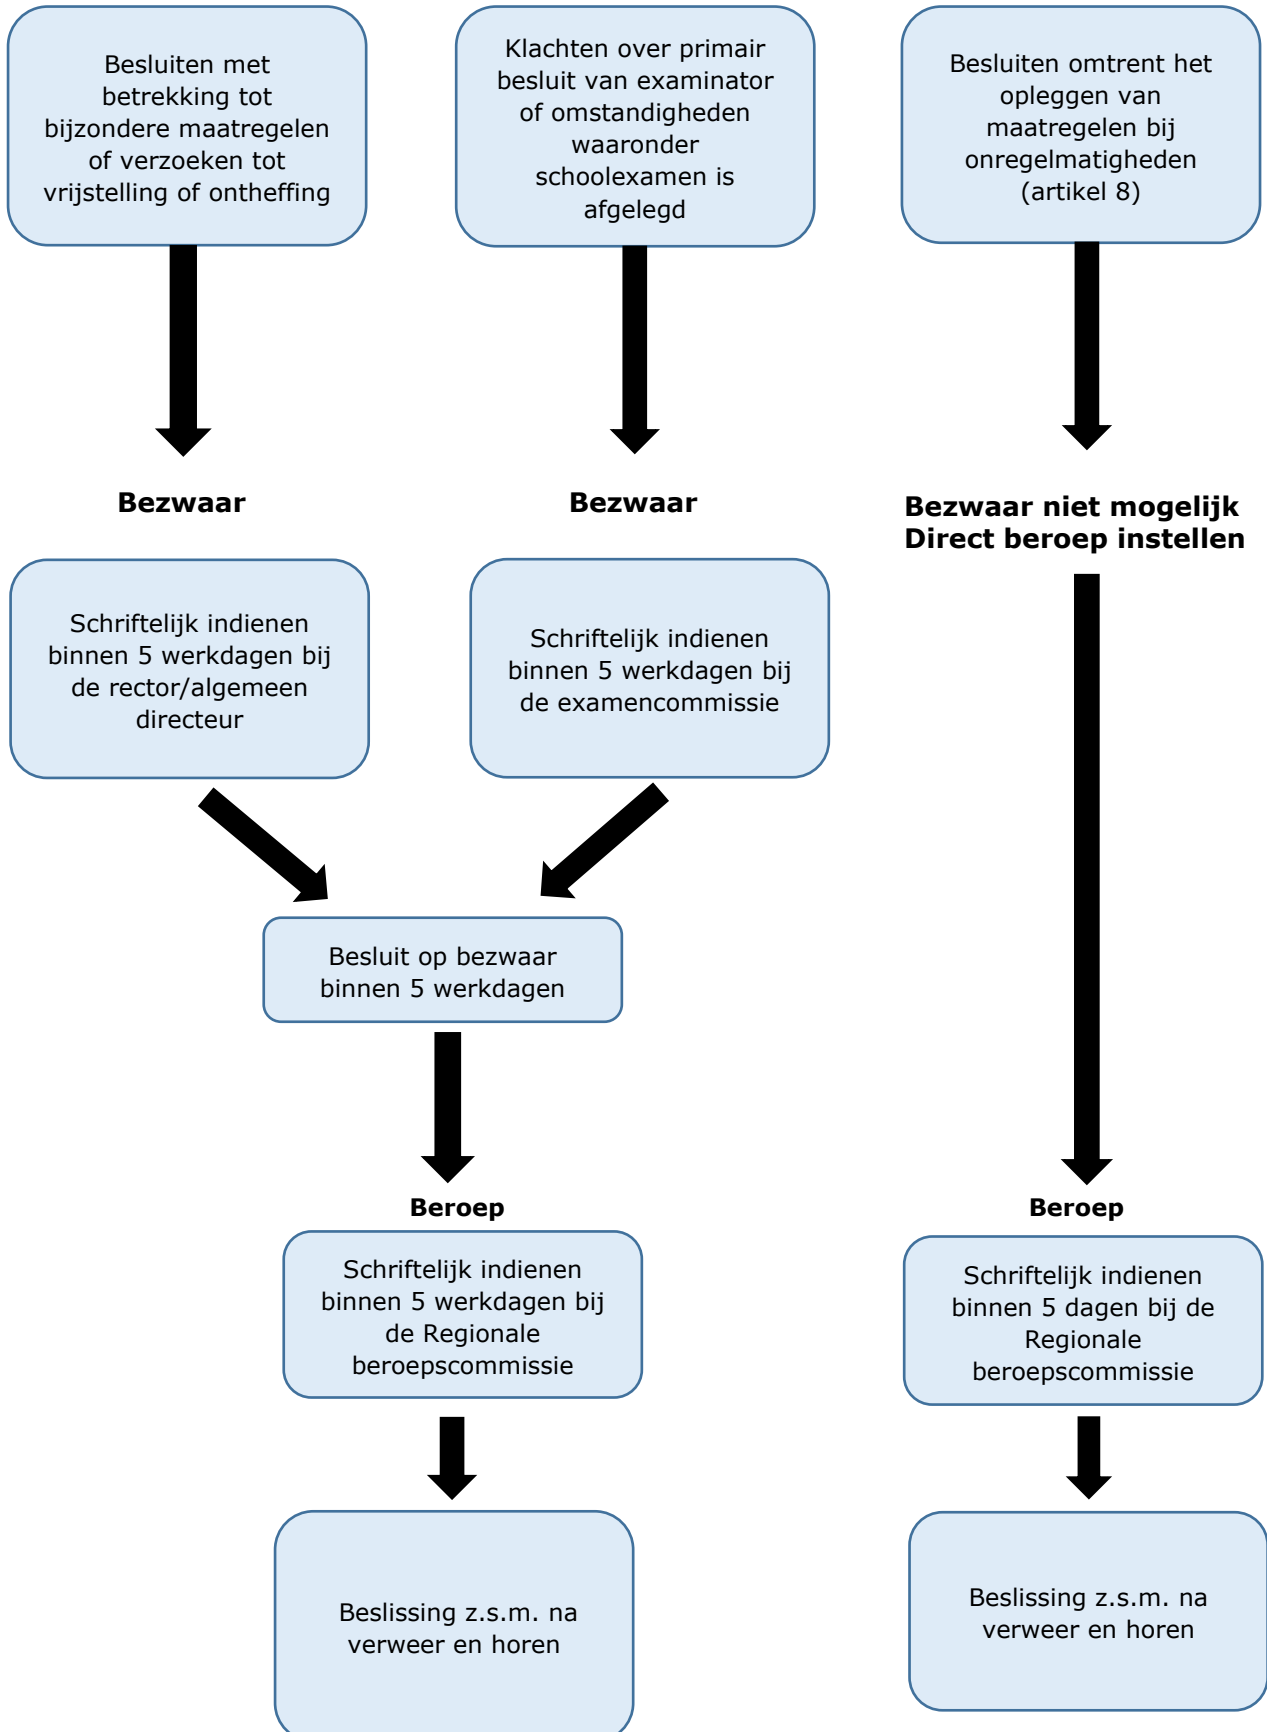 Besluiten met
betrekking tot
bijzondere maatregelen
of verzoeken tot
vrijstelling of ontheffing
Klachten over primair
besluit van examinator
of omstandigheden
waaronder
schoolexamen is
afgelegd
Besluiten omtrent het
opleggen van
maatregelen bij
onregelmatigheden
(artikel 8)
Bezwaar
Bezwaar
Bezwaar niet mogelijk
Direct beroep instellen
Schriftelijk indienen
binnen 5 werkdagen bij
de rector/algemeen
directeur
Schriftelijk indienen
binnen 5 werkdagen bij
de examencommissie
Besluit op bezwaar
binnen 5 werkdagen
Beroep
Beroep
Schriftelijk indienen
binnen 5 werkdagen bij
de Regionale
beroepscommissie
Schriftelijk indienen
binnen 5 dagen bij de
Regionale
beroepscommissie
Beslissing z.s.m. na
verweer en horen
Beslissing z.s.m. na
verweer en horen